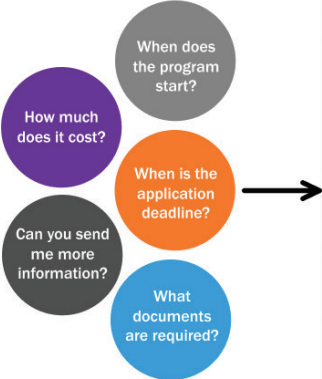 When does
the program
start?
How much
does it cost?
When is the
application
deadline?
Can you send
me more
information?
What
documents
are required?